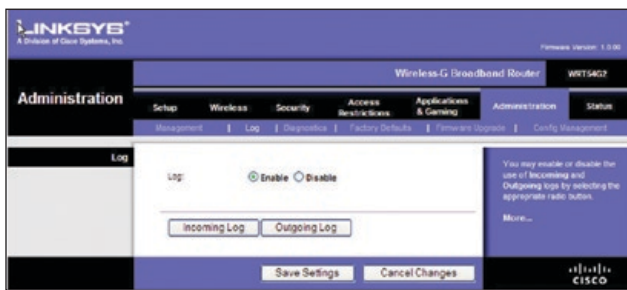 LINKSYS®
A Division of Cisco Systems, Inc.
Firmware Version: 1.0.00
Wireless-G Broadband Router WRT54G2
Administration
Setup Wireless Security Access Restrictions Applications & Gaming Administration Status
Management | Log | Diagnostics | Factory Defaults | Firmware Upgrade | Config Management
Log
Log: Enable Disable
Incoming Log Outgoing Log
You may enable or disable the
use of Incoming and
Outgoing logs by selecting the
appropriate radio button.
More...
Save Settings Cancel Changes
CISCO